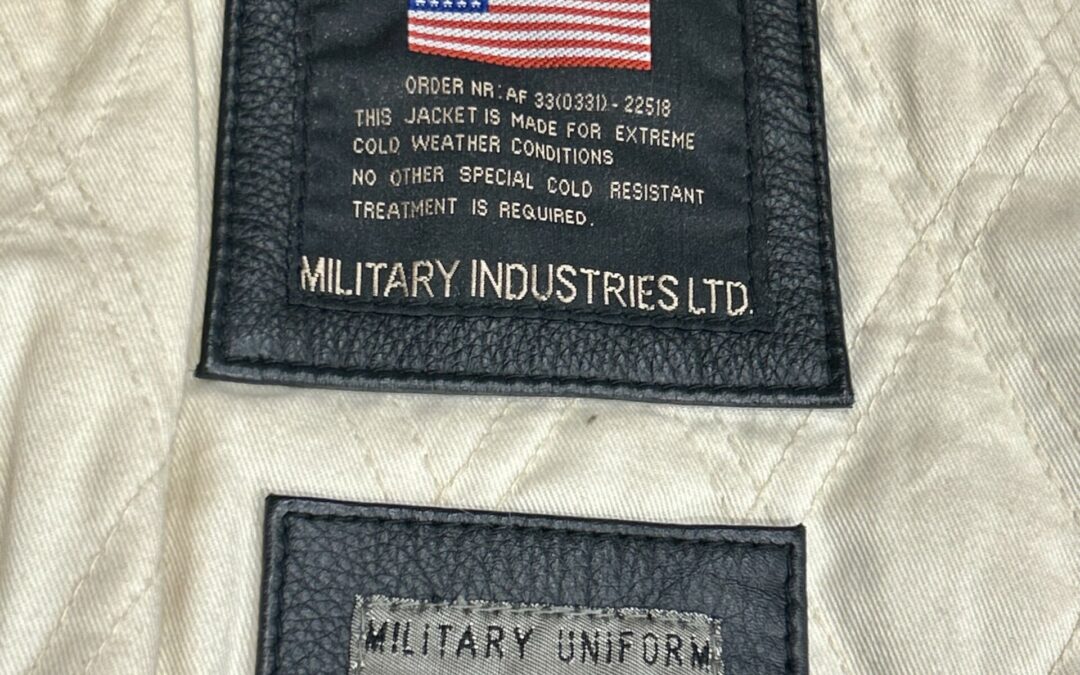 ORDER NR: AF 33(0331) - 22518
THIS JACKET IS MADE FOR EXTREME
COLD WEATHER CONDITIONS
NO OTHER SPECIAL COLD RESISTANT
TREATMENT IS REQUIRED.
MILITARY INDUSTRIES LTD.
MILITARY UNIFORM